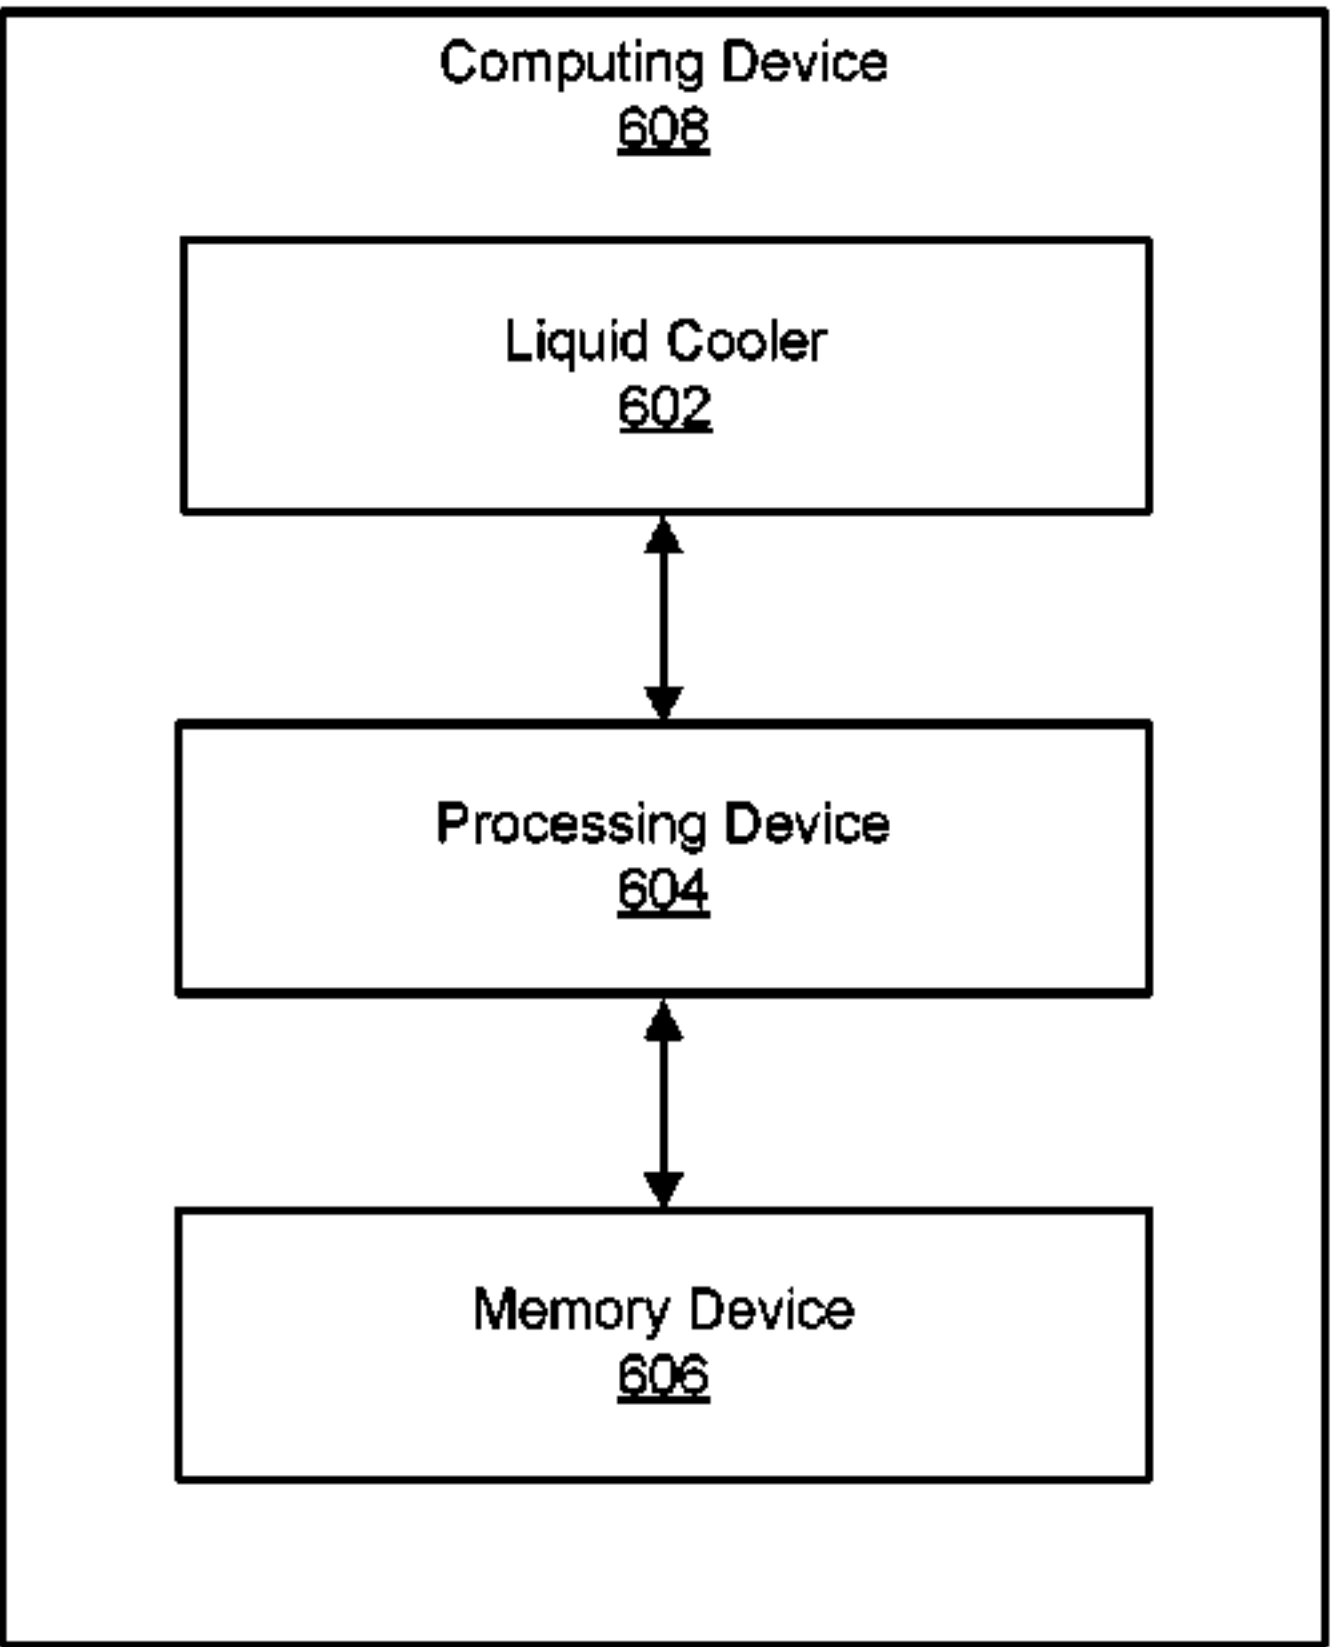 Computing Device
608
Liquid Cooler
602
Processing Device
604
Memory Device
606